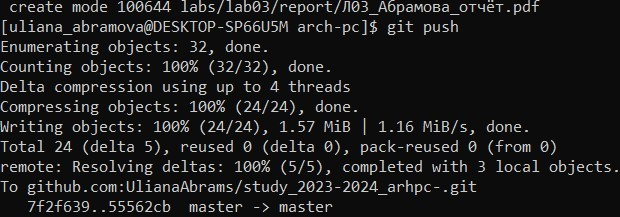 create mode 100644 labs/lab03/report/Л03_Абрамова_отчёт.pdf
[uliana_abramova@DESKTOP-SP66U5M arch-pc]$ git push
Enumerating objects: 32, done.
Counting objects: 100% (32/32), done.
Delta compression using up to 4 threads
Compressing objects: 100% (24/24), done.
Writing objects: 100% (24/24), 1.57 MiB | 1.16 MiB/s, done.
Total 24 (delta 5), reused 0 (delta 0), pack-reused 0 (from 0)
remote: Resolving deltas: 100% (5/5), completed with 3 local objects.
To github.com:UlianaAbrams/study_2023-2024_arhpc-.git
   7f2f639..55562cb  master -> master